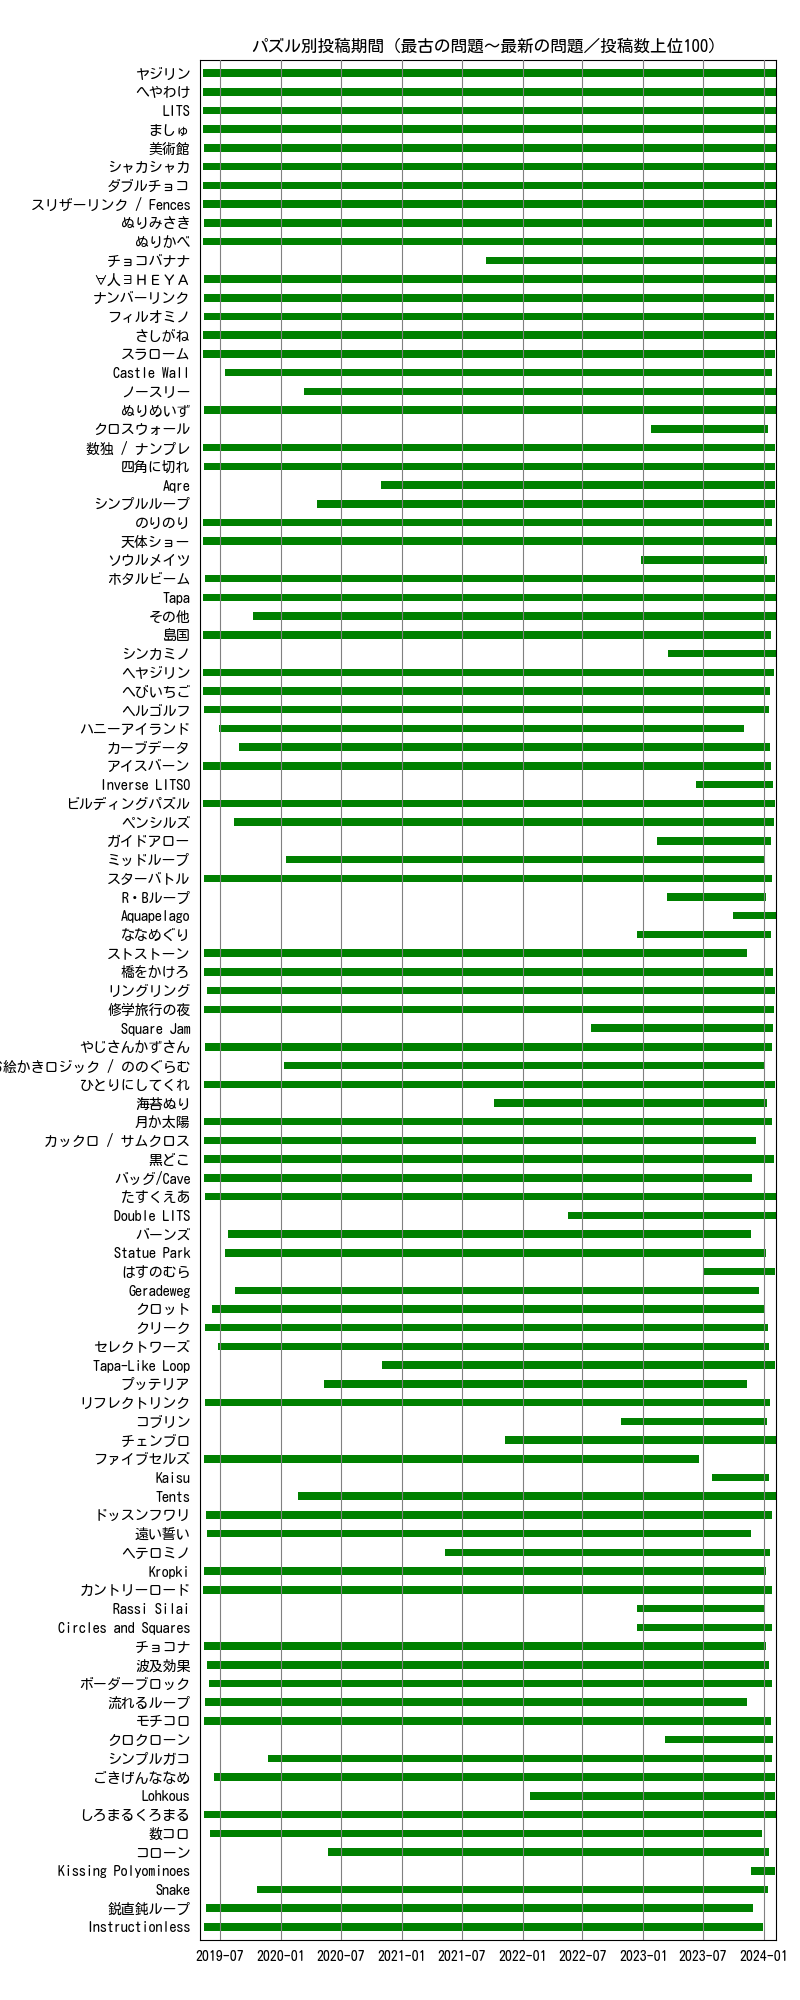 パズル別投稿期間（最古の問題～最新の問題／投稿数上位100）
ヤジリン
へやわけ
LITS
ましゅ
美術館
シャカシャカ
ダブルチョコ
スリザーリンク / Fences
ぬりみさき
ぬりかべ
チョコバナナ
∀人∃ＨＥＹＡ
ナンバーリンク
フィルオミノ
さしがね
スラローム
Castle Wall
ノースリー
ぬりめいず
クロスウォール
数独 / ナンプレ
四角に切れ
Aqre
シンプルループ
のりのり
天体ショー
ソウルメイツ
ホタルビーム
Tapa
その他
島国
シンカミノ
ヘヤジリン
へびいちご
ヘルゴルフ
ハニーアイランド
カーブデータ
アイスバーン
Inverse LITSO
ビルディングパズル
ペンシルズ
ガイドアロー
ミッドループ
スターバトル
R・Bループ
Aquapelago
ななめぐり
ストストーン
橋をかけろ
リングリング
修学旅行の夜
Square Jam
やじさんかずさん
絵かきロジック / ののぐらむ
ひとりにしてくれ
海苔ぬり
月か太陽
カックロ / サムクロス
黒どこ
バッグ/Cave
たすくえあ
Double LITS
バーンズ
Statue Park
はすのむら
Geradeweg
クロット
クリーク
セレクトワーズ
Tapa-Like Loop
プッテリア
リフレクトリンク
コブリン
チェンブロ
ファイブセルズ
Kaisu
Tents
ドッスンフワリ
遠い誓い
ヘテロミノ
Kropki
カントリーロード
Rassi Silai
Circles and Squares
チョコナ
波及効果
ボーダーブロック
流れるループ
モチコロ
クロクローン
シンプルガコ
ごきげんななめ
Lohkous
しろまるくろまる
数コロ
コローン
Kissing Polyominoes
Snake
鋭直鈍ループ
Instructionless
2019-07 2020-01 2020-07 2021-01 2021-07 2022-01 2022-07 2023-01 2023-07 2024-01